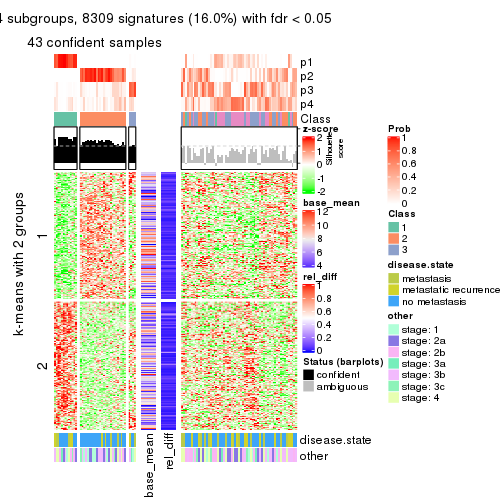 4 subgroups, 8309 signatures (16.0%) with fdr < 0.05
43 confident samples
p1
p2
p3
p4
Class
z-score
2
1
0
-1
-2
Silhouette
score
base_mean
12
10
8
6
4
rel_diff
1
0.8
0.6
0.4
0.2
0
Status (barplots)
confident
ambiguous
Prob
1
0.8
0.6
0.4
0.2
0
Class
1
2
3
disease.state
metastasis
metastatic recurrence
no metastasis
other
stage: 1
stage: 2a
stage: 2b
stage: 3a
stage: 3b
stage: 3c
stage: 4
k-means with 2 groups
1
2
disease.state
other
base_mean
rel_diff